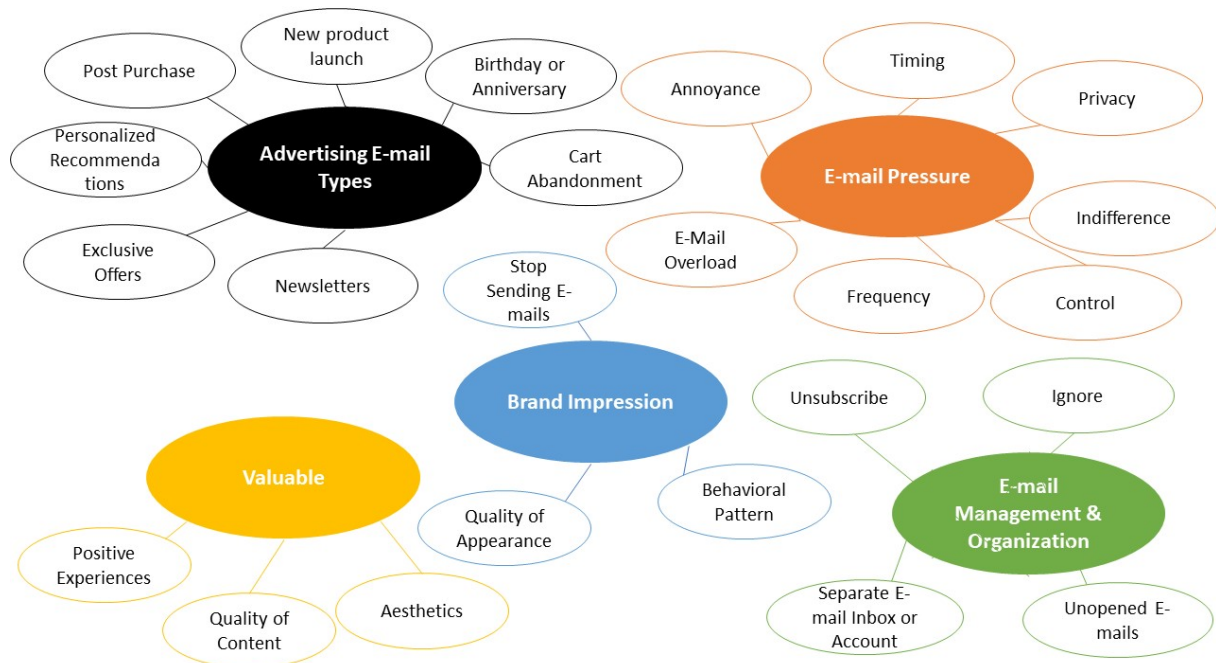 New product
launch
Post Purchase
Birthday or
Anniversary
Personalized
Recommenda
tions
Advertising E-mail
Types
Cart
Abandonment
Exclusive
Offers
Newsletters
Timing
Annoyance
Privacy
E-mail Pressure
Indifference
E-Mail
Overload
Frequency
Control
Stop
Sending E-
mails
Brand Impression
Quality of
Appearance
Behavioral
Pattern
Valuable
Positive
Experiences
Quality of
Content
Aesthetics
Unsubscribe
Ignore
E-mail
Management &
Organization
Separate E-
mail Inbox or
Account
Unopened E-
mails